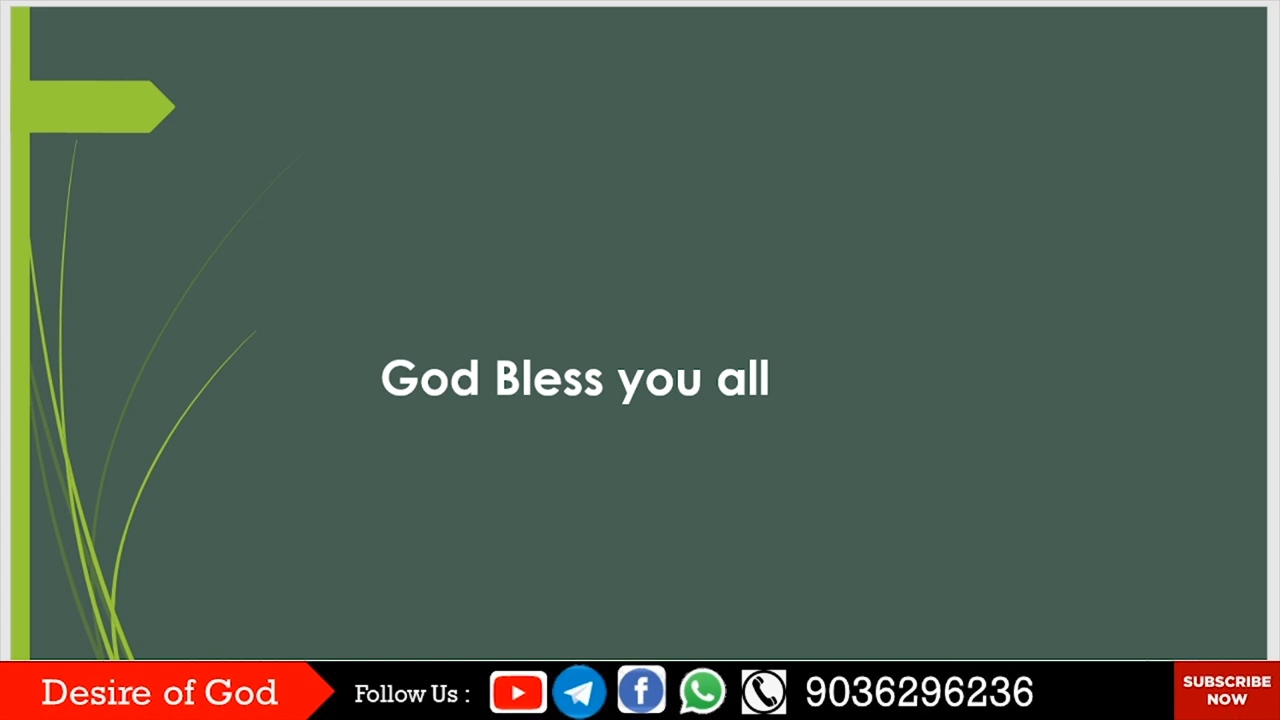 God Bless you all
Desire of God
Follow Us :
9036296236
SUBSCRIBE
NOW